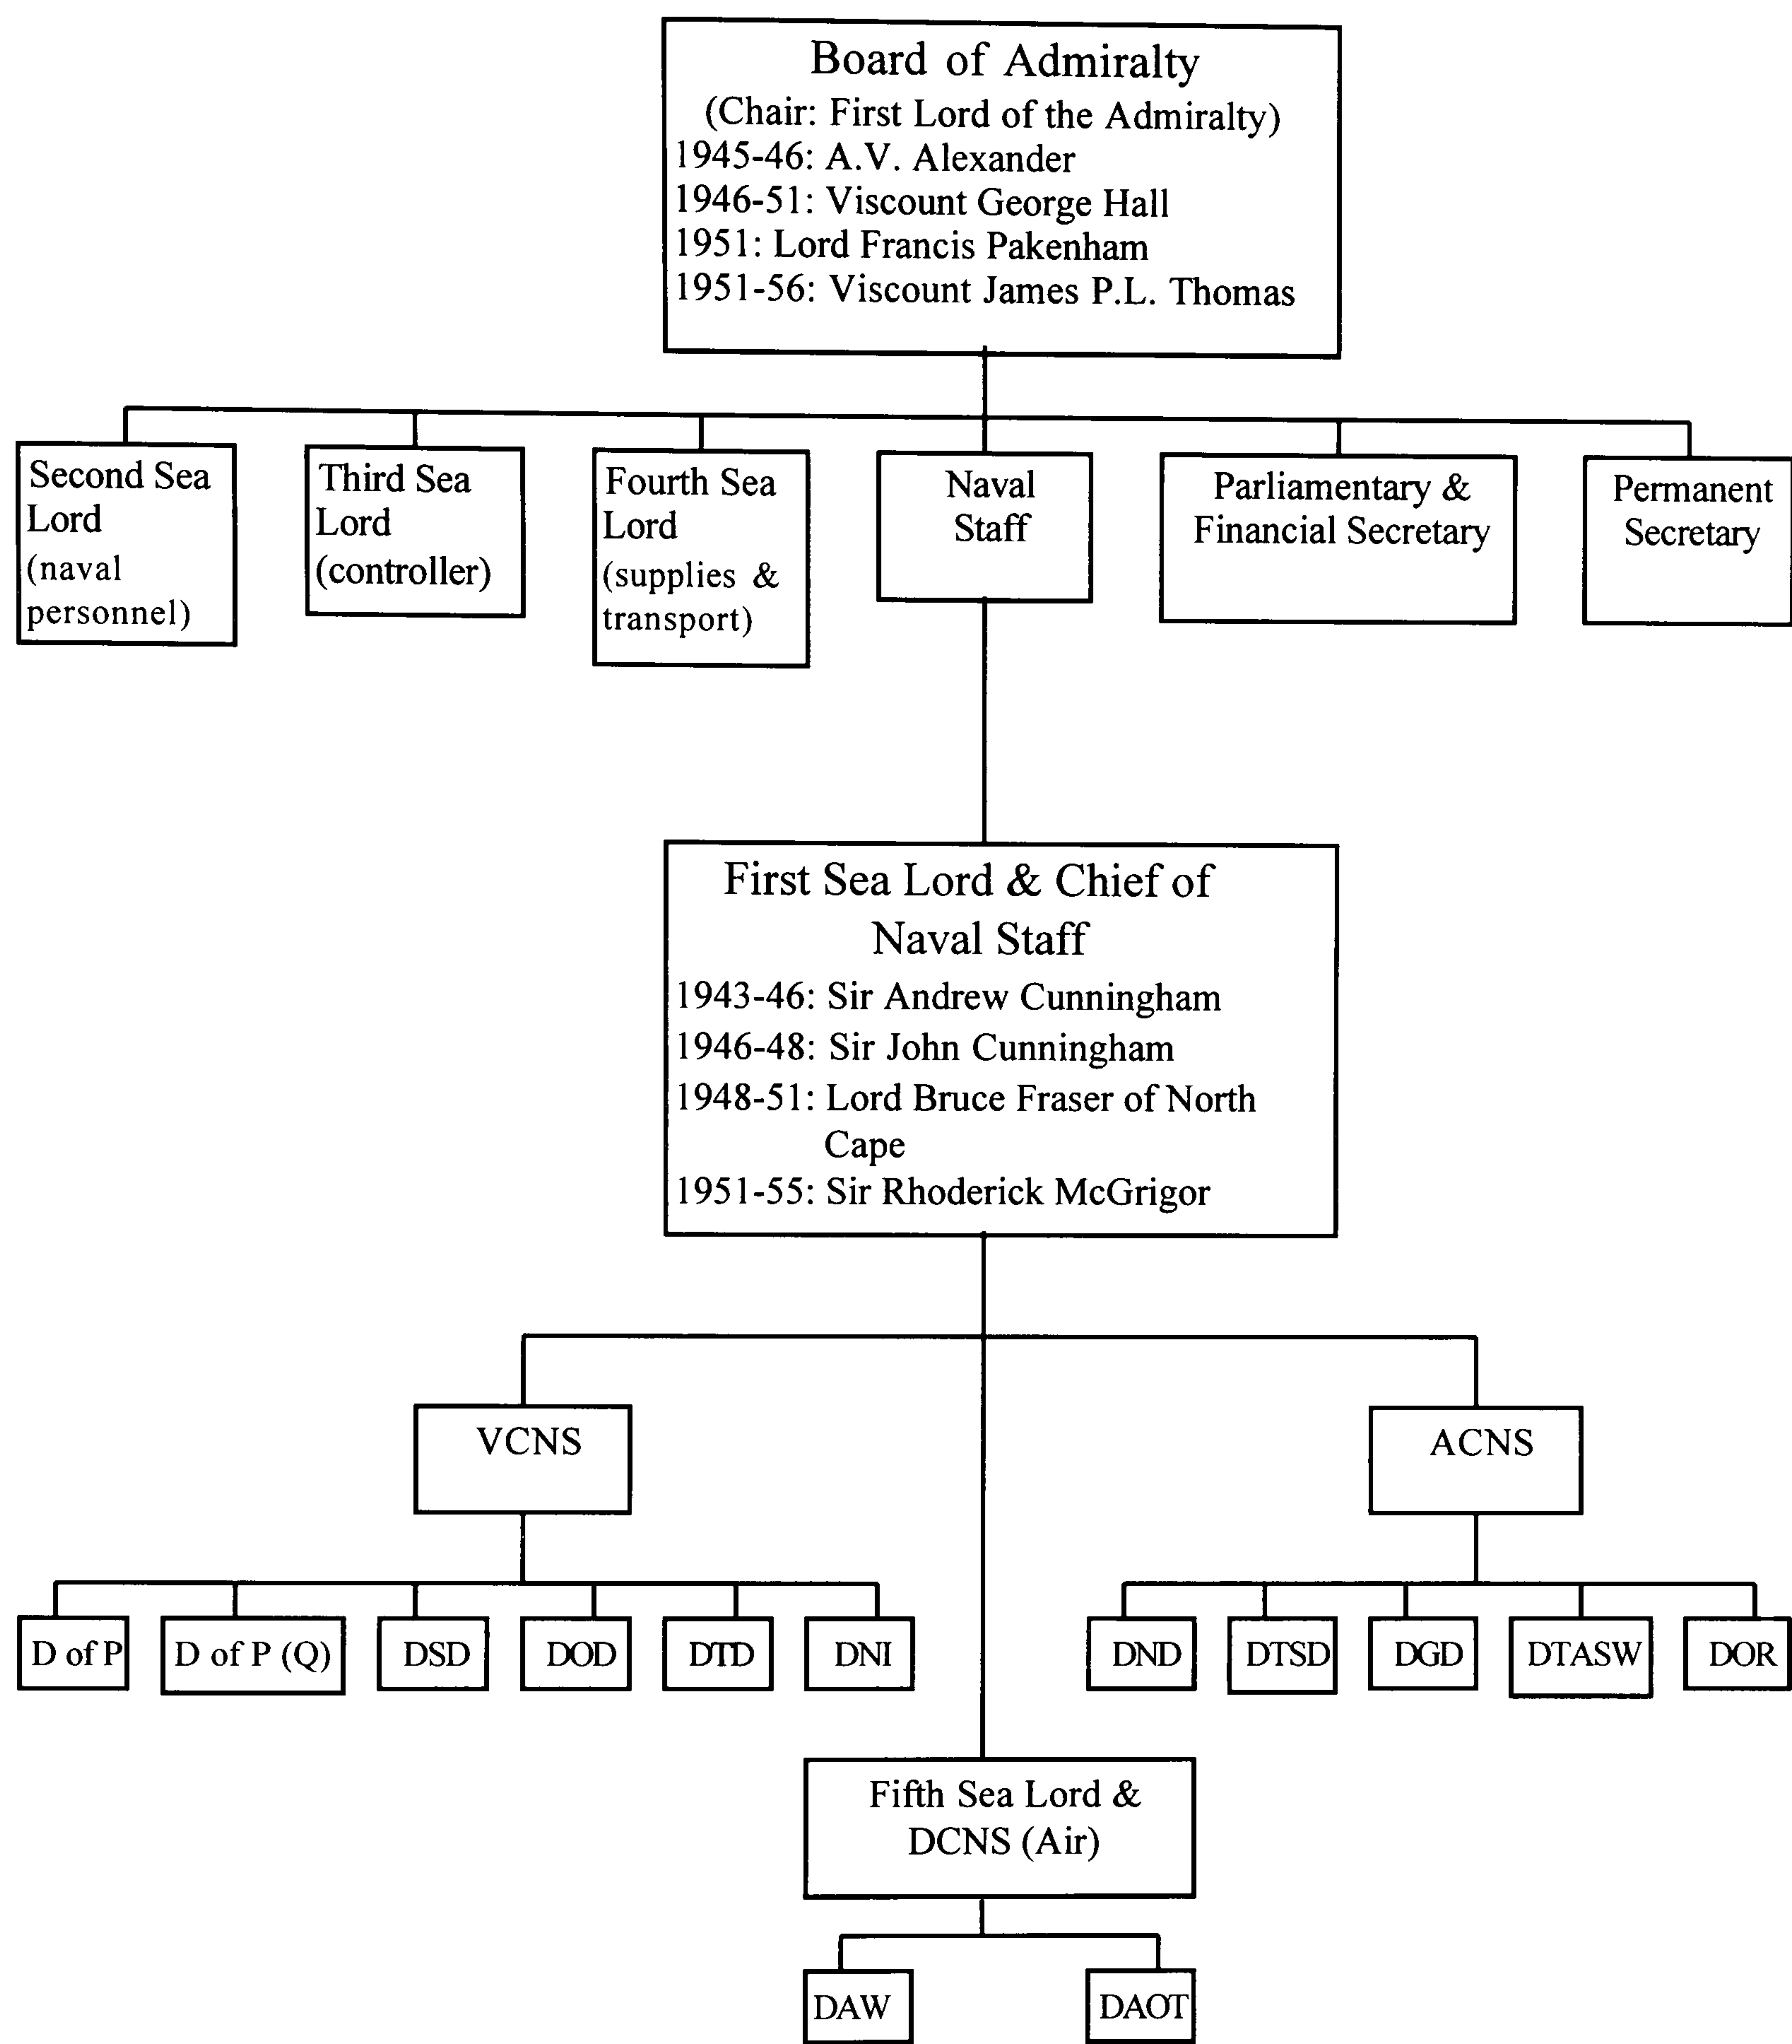 Board of Admiralty
(Chair: First Lord of the Admiralty)
1945-46: A.V. Alexander
1946-51: Viscount George Hall
1951: Lord Francis Pakenham
1951-56: Viscount James P.L. Thomas
Second Sea
Lord
(naval
personnel)
Third Sea
Lord
(controller)
Fourth Sea
Lord
(supplies &
transport)
Naval
Staff
Parliamentary &
Financial Secretary
Permanent
Secretary
First Sea Lord & Chief of
Naval Staff
1943-46: Sir Andrew Cunningham
1946-48: Sir John Cunningham
1948-51: Lord Bruce Fraser of North
Cape
1951-55: Sir Rhoderick McGrigor
VCNS
ACNS
D of P
D of P (Q)
DSD
DOD
DTD
DNI
DND
DTSD
DGD
DTASW
DOR
Fifth Sea Lord &
DCNS (Air)
DAW
DAOT